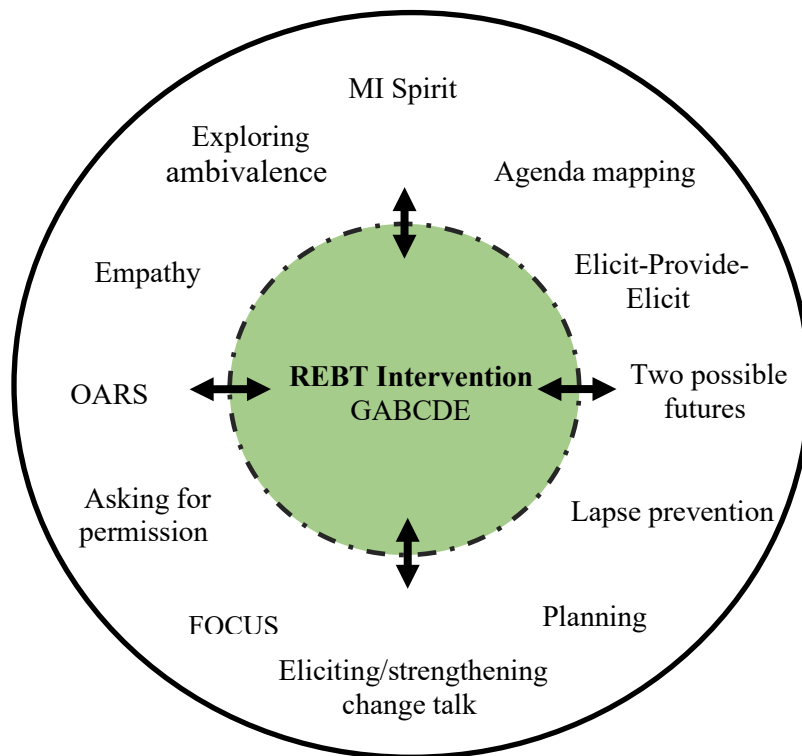 MI Spirit
Exploring
ambivalence
Agenda mapping
Empathy
Elicit-Provide-
Elicit
REBT Intervention
GABCDE
OARS
Two possible
futures
Asking for
permission
Lapse prevention
FOCUS
Planning
Eliciting/strengthening
change talk